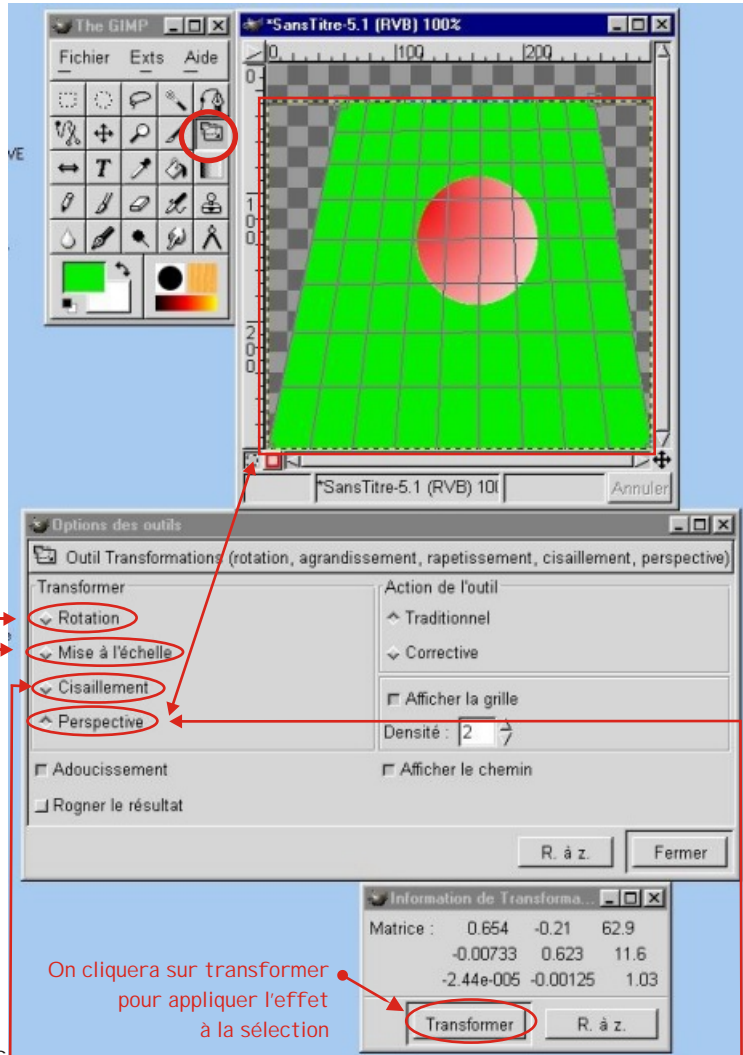 The GIMP
Fichier Exts Aide
*SansTitre-5.1 (RVB) 100%
0 100 200
0
100
200
VE
*SansTitre-5.1 (RVB) 10(
Annuler
Options des outils
Outil Transformations (rotation, agrandissement, rapetissement, cisaillement, perspective)
Transformer
Rotation
Mise à l'échelle
Cisaillement
Perspective
Adoucissement
Rogner le résultat
Action de l'outil
Traditionnel
Corrective
Afficher la grille
Densité : 2
Afficher le chemin
R. à z. Fermer
Information de Transforma...
Matrice : 0.654 -0.21 62.9
-0.00733 0.623 11.6
-2.44e-005 -0.00125 1.03
Transformer R. à z.
On cliquera sur transformer
pour appliquer l'effet
à la sélection